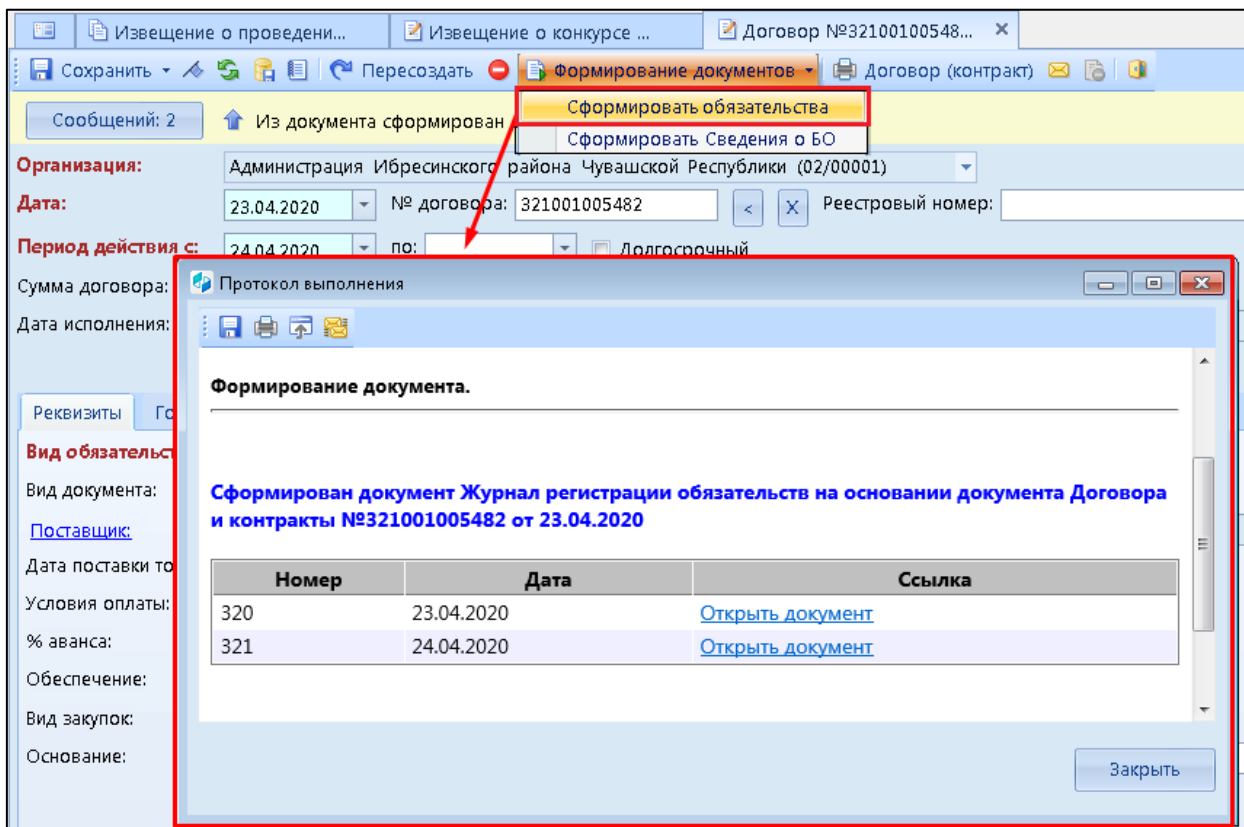 Извещение о проведени...
Извещение о конкурсе ...
Договор №32100100548...
Сохранить
Пересоздать
Формирование документов
Договор (контракт)
Сформировать обязательства
Сформировать Сведения о БО
Сообщений: 2
Из документа сформирован
Организация:
Администрация Ибресинского района Чувашской Республики (02/00001)
Дата:
23.04.2020
№ договора:
321001005482
<
X
Реестровый номер:
Период действия с:
24.04.2020
по:
Долгосрочный
Сумма договора:
Дата исполнения:
Протокол выполнения
Формирование документа.
Сформирован документ Журнал регистрации обязательств на основании документа Договора
и контракты №321001005482 от 23.04.2020
Номер Дата Ссылка
320 23.04.2020 Открыть документ
321 24.04.2020 Открыть документ
Закрыть
Реквизиты
Го
Вид обязательст
Вид документа:
Поставщик:
Дата поставки то
Условия оплаты:
% аванса:
Обеспечение:
Вид закупок:
Основание: